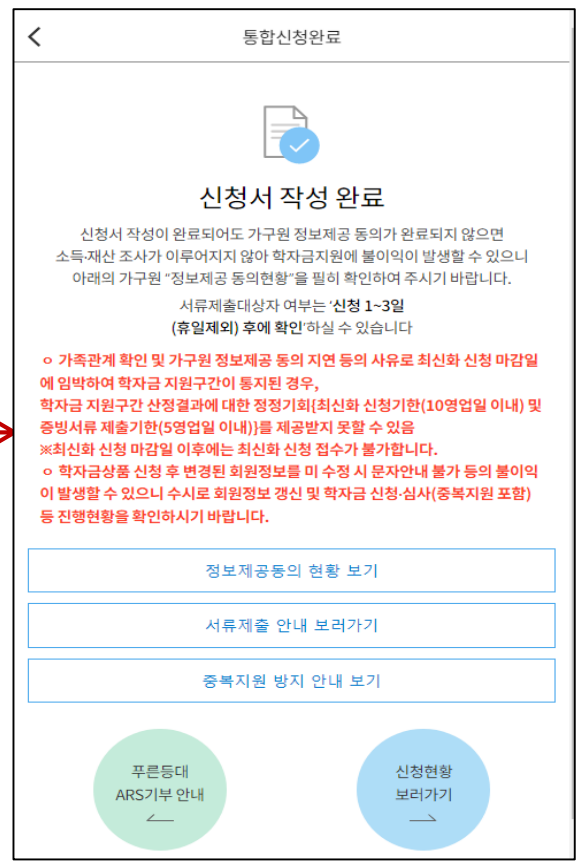 통합신청완료
신청서 작성 완료
신청서 작성이 완료되어도 가구원 정보제공 동의가 완료되지 않으면
소득·재산 조사가 이루어지지 않아 학자금지원에 불이익이 발생할 수 있으니
아래의 가구원 "정보제공 동의현황"을 필히 확인하여 주시기 바랍니다.
서류제출대상자 여부는 '신청 1~3일
(휴일제외) 후에 확인'하실 수 있습니다
ㅇ 가족관계 확인 및 가구원 정보제공 동의 지연 등의 사유로 최신화 신청 마감일
에 임박하여 학자금 지원구간이 통지된 경우,
학자금 지원구간 산정결과에 대한 정정기회{최신화 신청기한(10영업일 이내) 및
증빙서류 제출기한(5영업일 이내)}를 제공받지 못할 수 있음
※최신화 신청 마감일 이후에는 최신화 신청 접수가 불가합니다.
ㅇ 학자금상품 신청 후 변경된 회원정보를 미 수정 시 문자안내 불가 등의 불이익
이 발생할 수 있으니 수시로 회원정보 갱신 및 학자금 신청·심사(중복지원 포함)
등 진행현황을 확인하시기 바랍니다.
정보제공동의 현황 보기
서류제출 안내 보러가기
중복지원 방지 안내 보기
푸른등대
ARS기부 안내
신청현황
보러가기